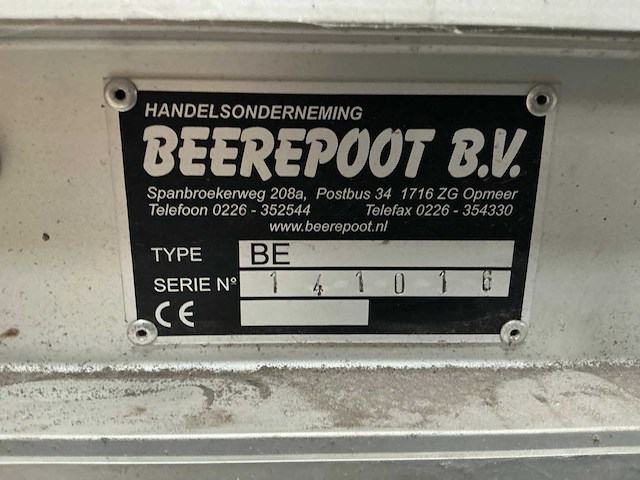 HANDELSONDERNEMING
BEEREPOOT B.V.
Spanbroekerweg 208a, Postbus 34 1716 ZG Opmeer
Telefoon 0226 - 352544 Telefax 0226 - 354330
www.beerepoot.nl
TYPE BE
SERIE Nº 141016
CE